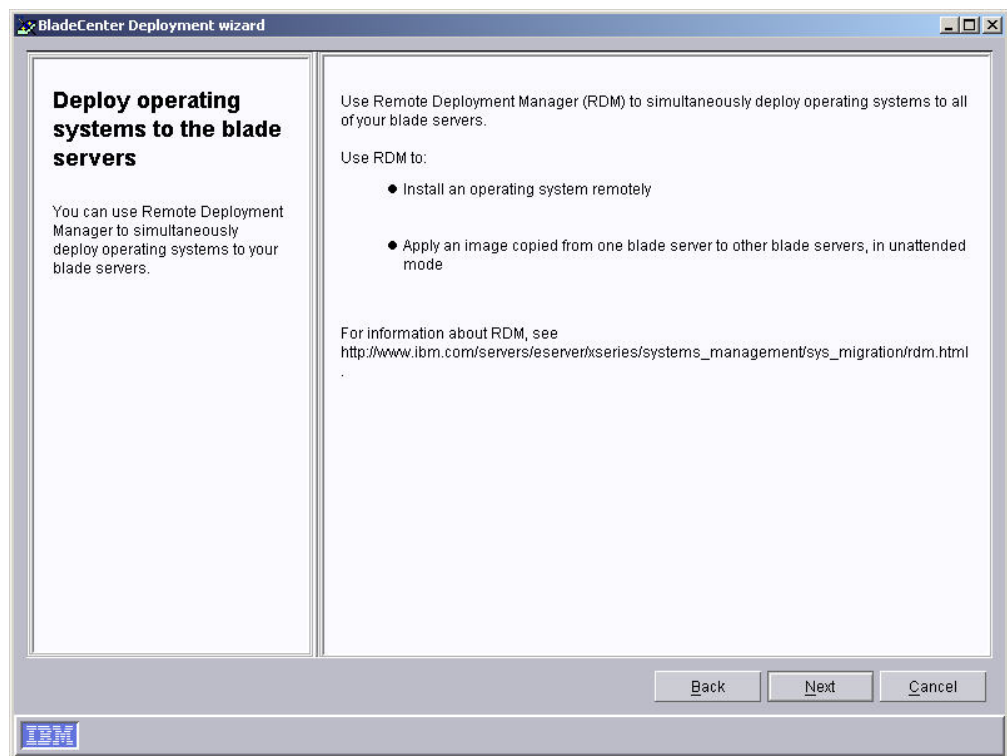 BladeCenter Deployment wizard
Deploy operating
systems to the blade
servers
You can use Remote Deployment
Manager to simultaneously
deploy operating systems to your
blade servers.
Use Remote Deployment Manager (RDM) to simultaneously deploy operating systems to all
of your blade servers.
Use RDM to:
● Install an operating system remotely
● Apply an image copied from one blade server to other blade servers, in unattended
mode
For information about RDM, see
http://www.ibm.com/servers/eserver/xseries/systems_management/sys_migration/rdm.html
.
Back Next Cancel
IBM